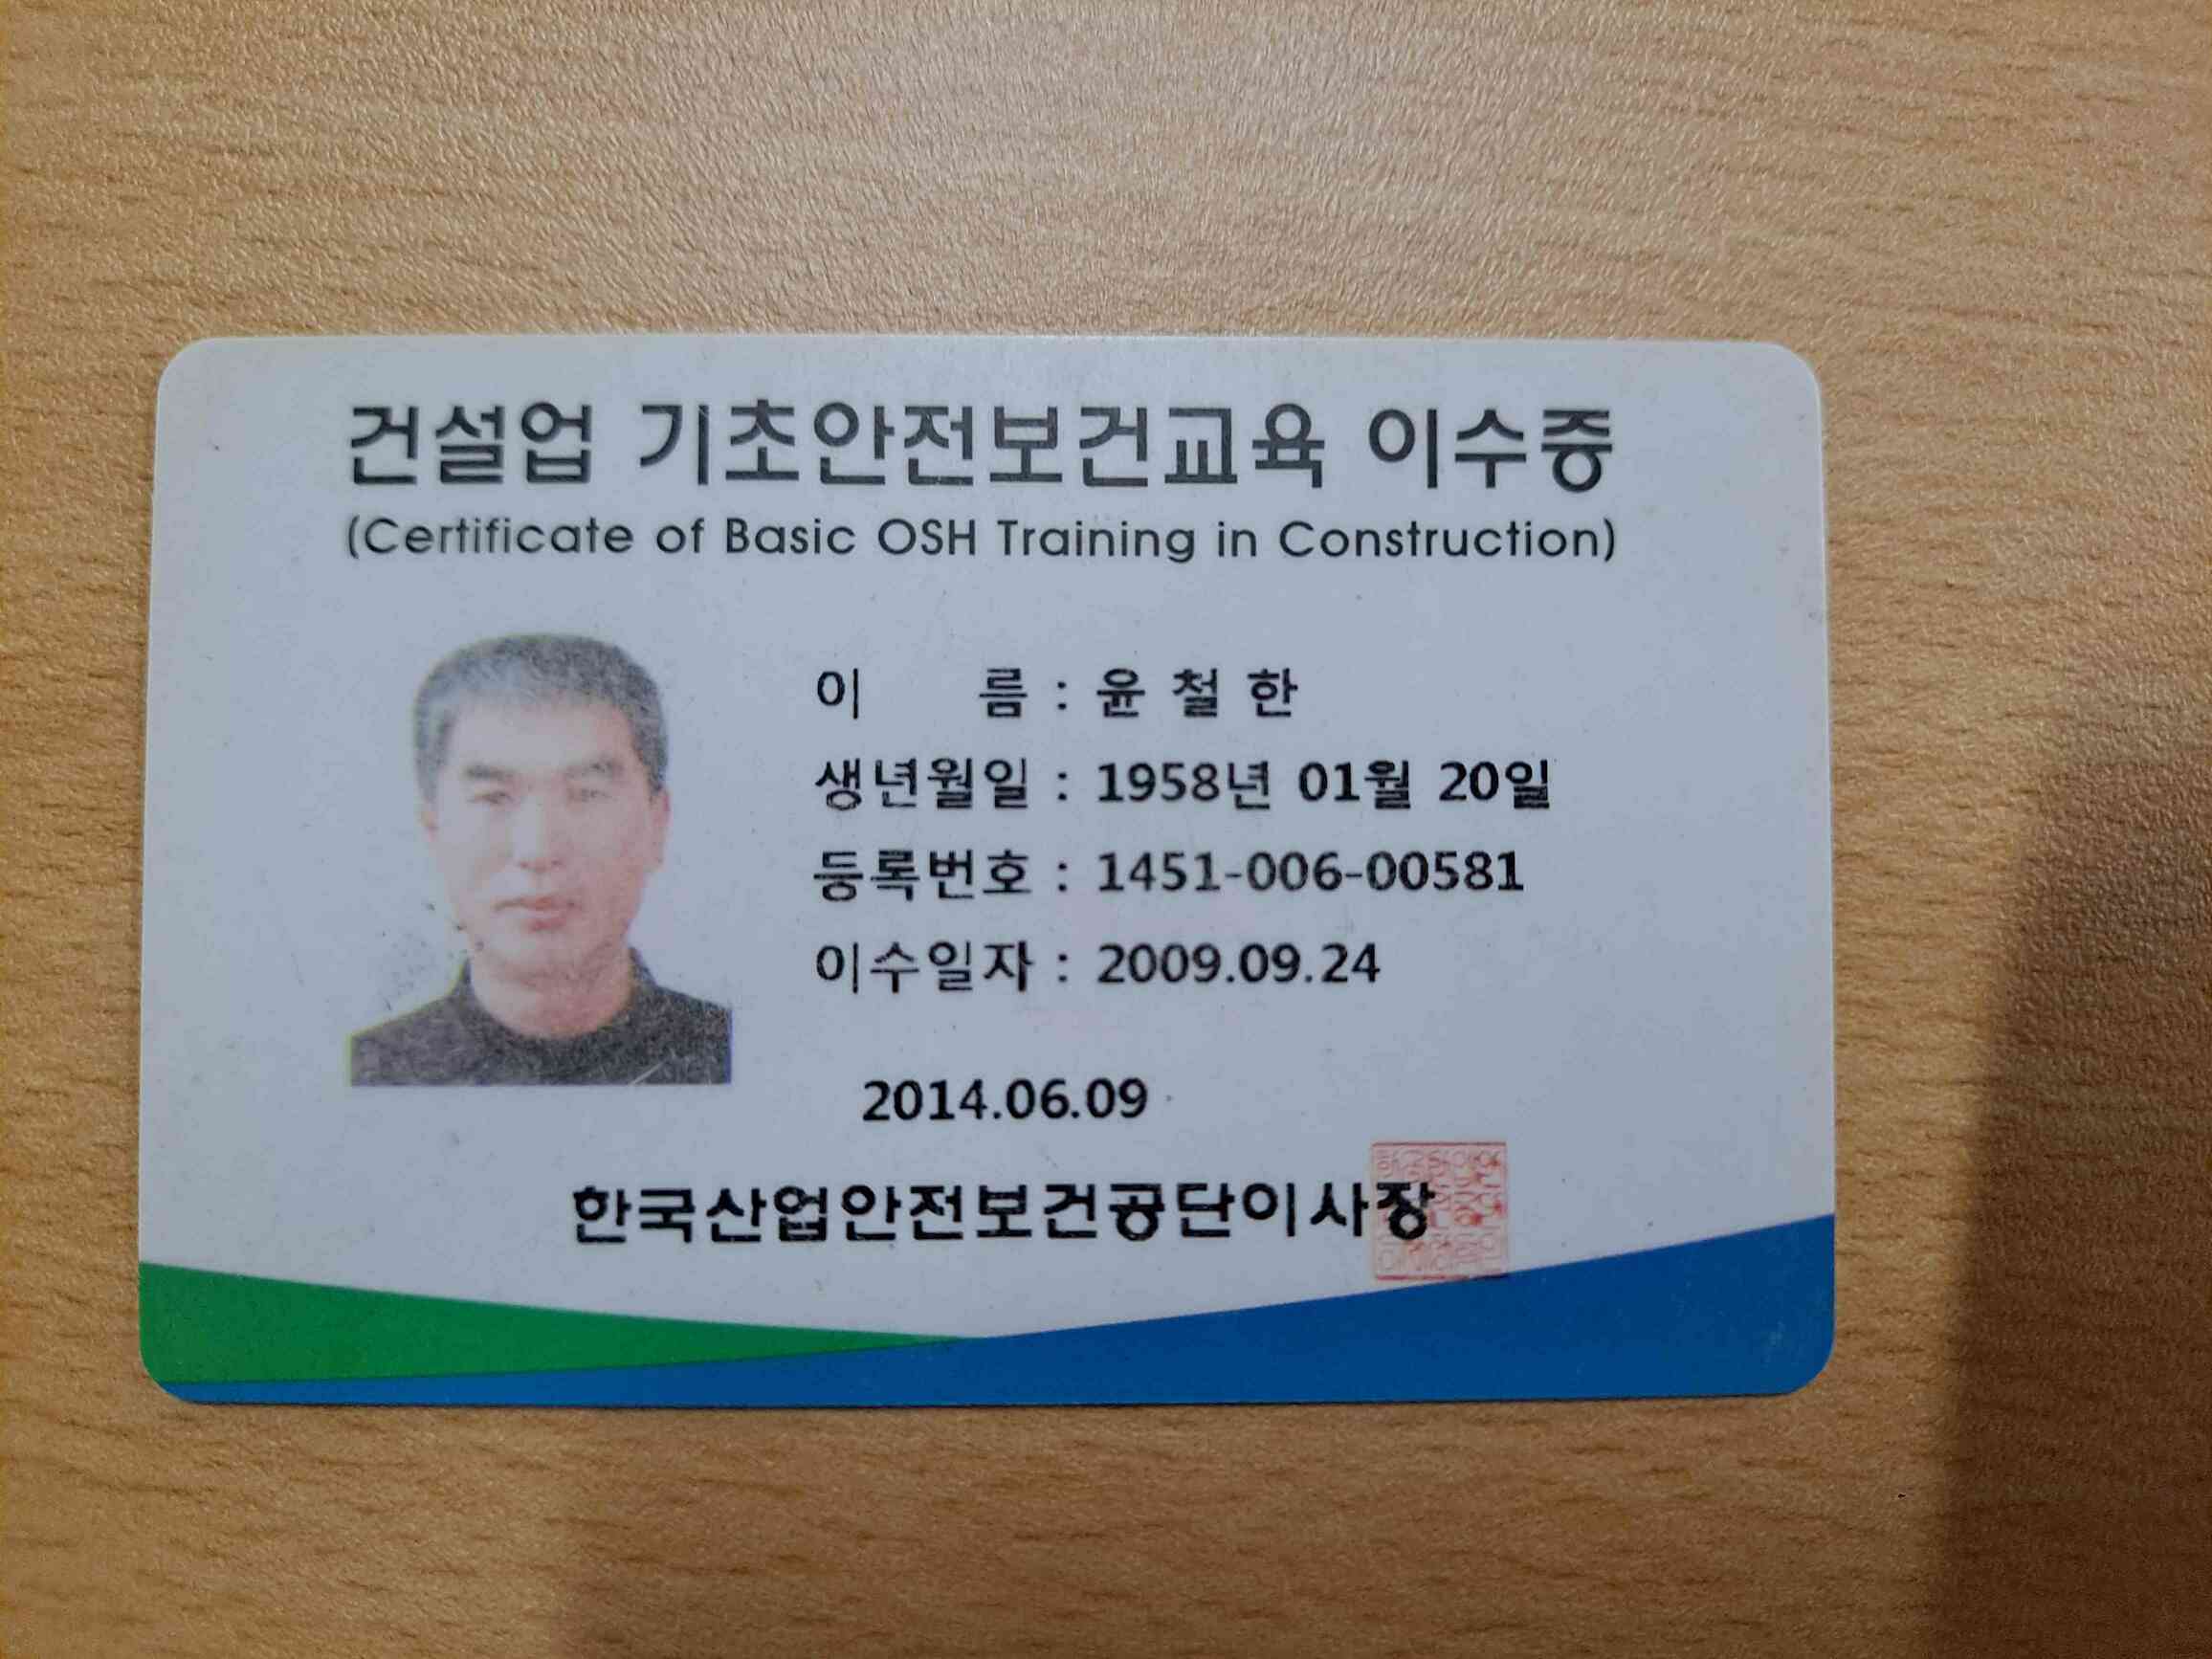 건설업 기초안전보건교육 이수증
(Certificate of Basic OSH Training in Construction)
이 름 : 윤 철 한
생년월일 : 1958년 01월 20일
등록번호 : 1451-006-00581
이수일자 : 2009.09.24
2014.06.09
한국산업안전보건공단이사장